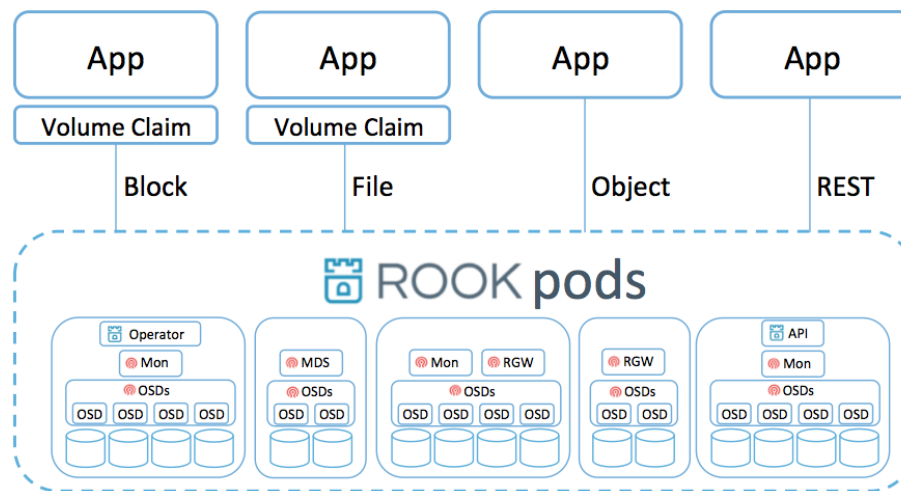 App App App App
Volume Claim Volume Claim
Block File Object REST
ROOK pods
Operator API
Mon MDS Mon RGW RGW Mon
OSDs OSDs OSDs OSDs OSDs
OSD OSD OSD OSD OSD OSD OSD OSD OSD OSD OSD OSD OSD OSD OSD OSD